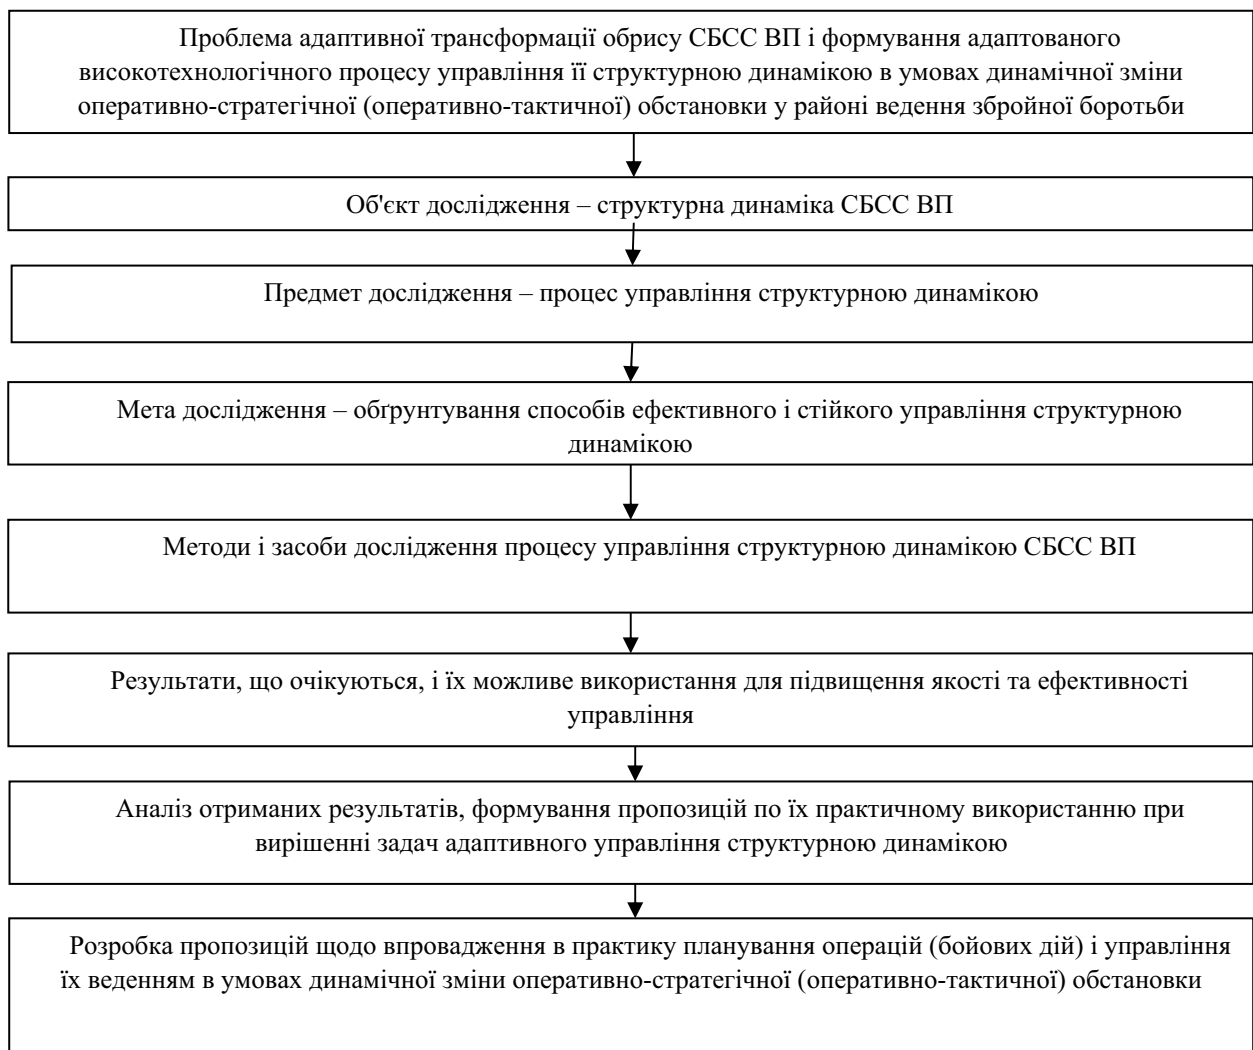 Проблема адаптивної трансформації обрису СБСС ВП і формування адаптованого
високотехнологічного процесу управління її структурною динамікою в умовах динамічної зміни
оперативно-стратегічної (оперативно-тактичної) обстановки у районі ведення збройної боротьби
Об'єкт дослідження – структурна динаміка СБСС ВП
Предмет дослідження – процес управління структурною динамікою
Мета дослідження – обґрунтування способів ефективного і стійкого управління структурною
динамікою
Методи і засоби дослідження процесу управління структурною динамікою СБСС ВП
Результати, що очікуються, і їх можливе використання для підвищення якості та ефективності
управління
Аналіз отриманих результатів, формування пропозицій по їх практичному використанню при
вирішенні задач адаптивного управління структурною динамікою
Розробка пропозицій щодо впровадження в практику планування операцій (бойових дій) і управління
їх веденням в умовах динамічної зміни оперативно-стратегічної (оперативно-тактичної) обстановки